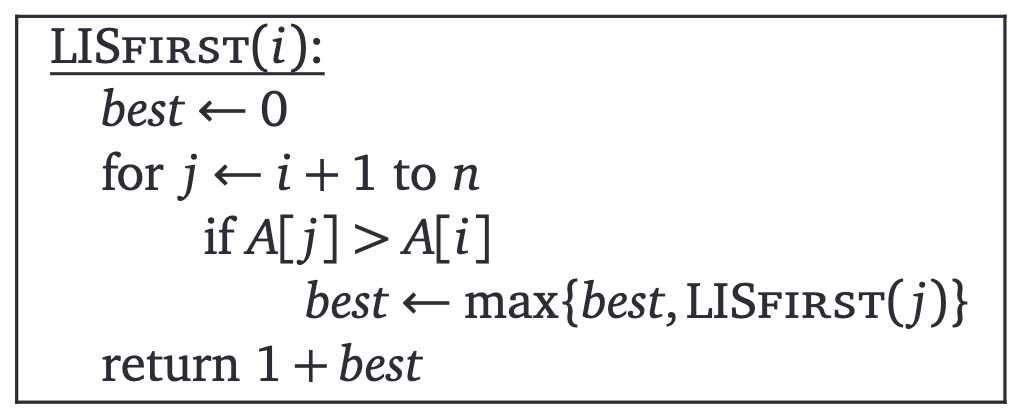 LISFIRST(i):
best ← 0
for j ← i + 1 to n
if A[j] > A[i]
best ← max{best, LISFIRST(j)}
return 1 + best